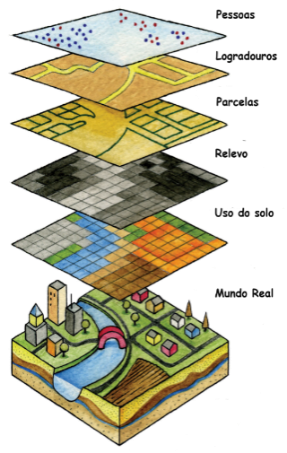 Pessoas
Logradouros
Parcelas
Relevo
Uso do solo
Mundo Real